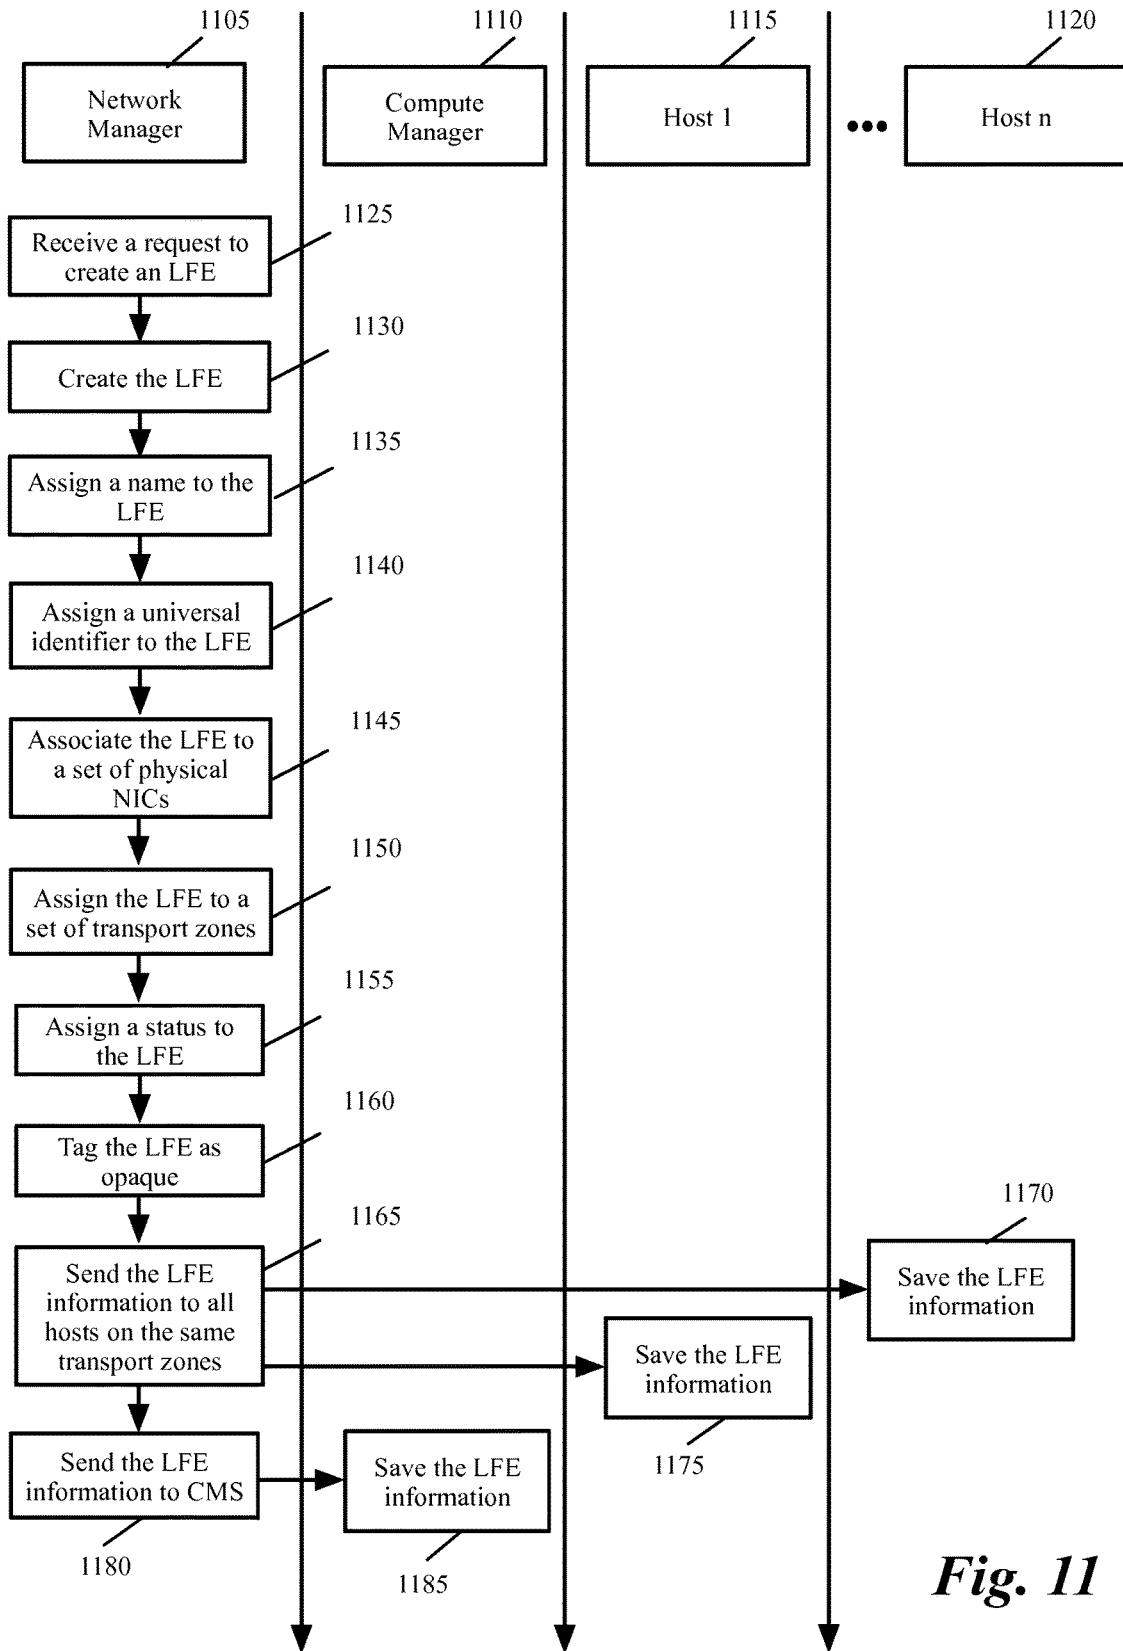 1105
1110
1115
1120
Network
Manager
Compute
Manager
Host 1
•••
Host n
1125
Receive a request to
create an LFE
1130
Create the LFE
1135
Assign a name to the
LFE
1140
Assign a universal
identifier to the LFE
1145
Associate the LFE to
a set of physical
NICs
1150
Assign the LFE to a
set of transport zones
1155
Assign a status to
the LFE
1160
Tag the LFE as
opaque
1165
Send the LFE
information to all
hosts on the same
transport zones
1170
Save the LFE
information
Save the LFE
information
1175
Send the LFE
information to CMS
1180
Save the LFE
information
1185
Fig. 11